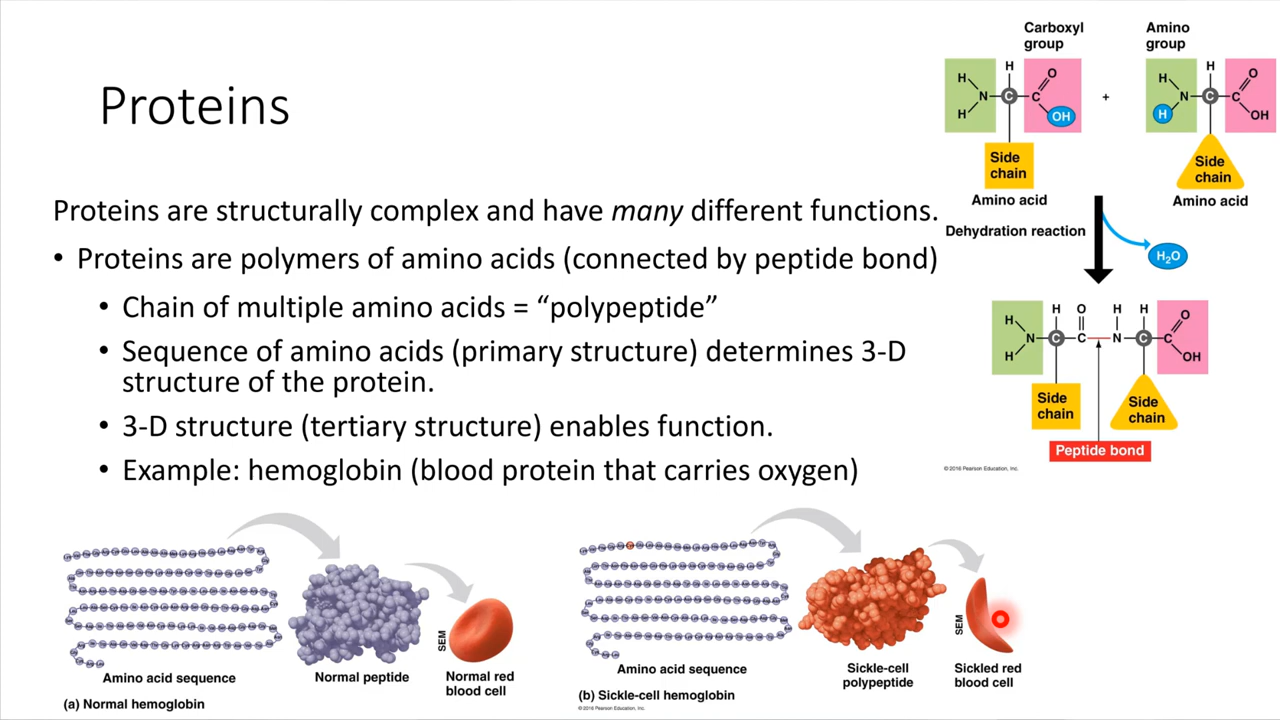 Proteins
Proteins are structurally complex and have many different functions.
• Proteins are polymers of amino acids (connected by peptide bond)
• Chain of multiple amino acids = “polypeptide”
• Sequence of amino acids (primary structure) determines 3-D
structure of the protein.
• 3-D structure (tertiary structure) enables function.
• Example: hemoglobin (blood protein that carries oxygen)
Carboxyl
group
Amino
group
H
H
O
H
N
C
C
H
OH
+
H
H
O
H
N
C
C
H
OH
Side
chain
Side
chain
Amino acid
Amino acid
Dehydration reaction
H₂O
H
O
H
H
O
H
N
C
C
N
C
C
H
OH
Side
chain
Side
chain
Peptide bond
©2016 Pearson Education, Inc.
SEM
Amino acid sequence
Normal peptide
Normal red
blood cell
(a) Normal hemoglobin
SEM
Amino acid sequence
Sickle-cell
polypeptide
Sickled red
blood cell
(b) Sickle-cell hemoglobin
©2016 Pearson Education, Inc.